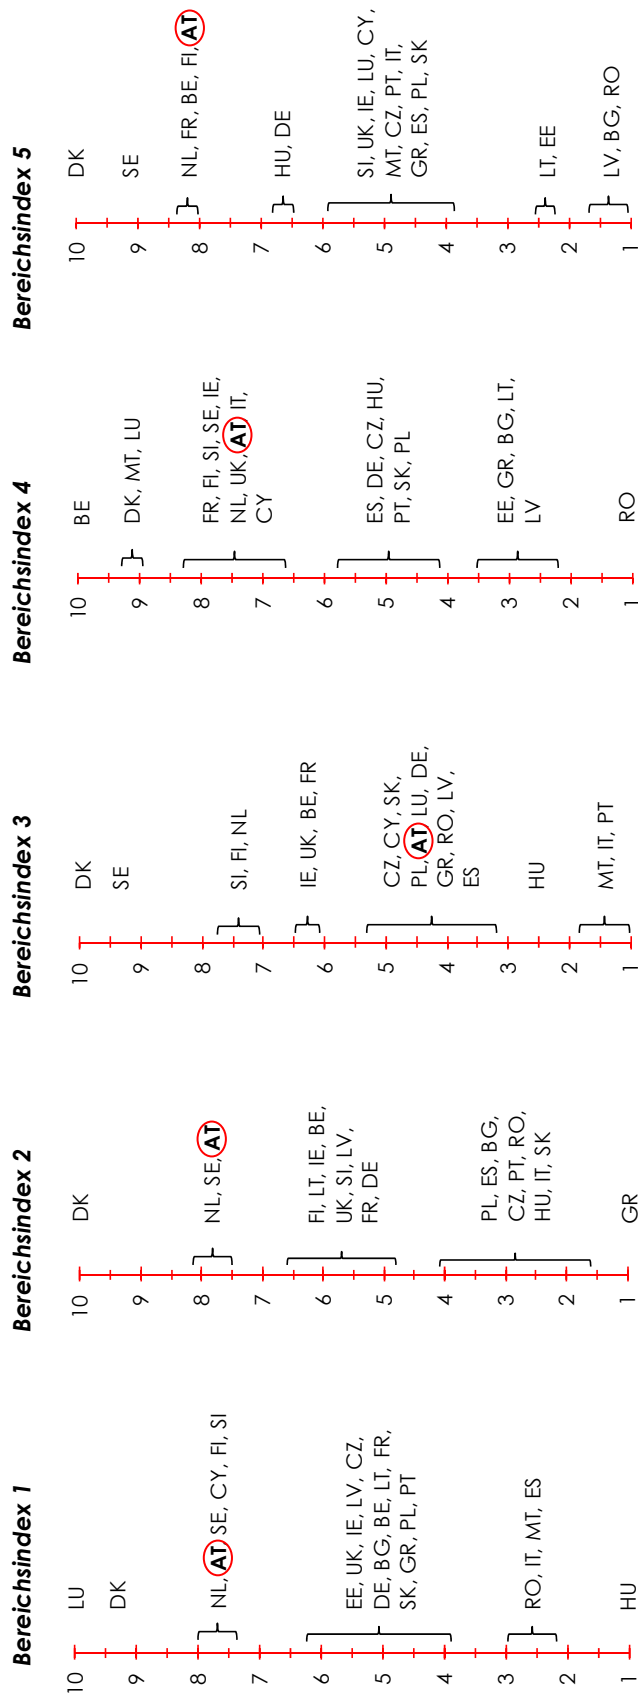 Bereichsindex 1
10
9
8
7
6
5
4
3
2
1
LU
DK
NL, AT, SE, CY, FI, SI
EE, UK, IE, LV, CZ,
DE, BG, BE, LT, FR,
SK, GR, PL, PT
RO, IT, MT, ES
HU
Bereichsindex 2
10
9
8
7
6
5
4
3
2
1
DK
NL, SE, AT
FI, LT, IE, BE,
UK, SI, LV,
FR, DE
PL, ES, BG,
CZ, PT, RO,
HU, IT, SK
GR
Bereichsindex 3
10
9
8
7
6
5
4
3
2
1
DK
SE
SI, FI, NL
IE, UK, BE, FR
CZ, CY, SK,
PL, AT, LU, DE,
GR, RO, LV,
ES
HU
MT, IT, PT
Bereichsindex 4
10
9
8
7
6
5
4
3
2
1
BE
DK, MT, LU
FR, FI, SI, SE, IE,
NL, UK, AT, IT,
CY
ES, DE, CZ, HU,
PT, SK, PL
EE, GR, BG, LT,
LV
RO
Bereichsindex 5
10
9
8
7
6
5
4
3
2
1
DK
SE
NL, FR, BE, FI, AT
HU, DE
SI, UK, IE, LU, CY,
MT, CZ, PT, IT,
GR, ES, PL, SK
LT, EE
LV, BG, RO